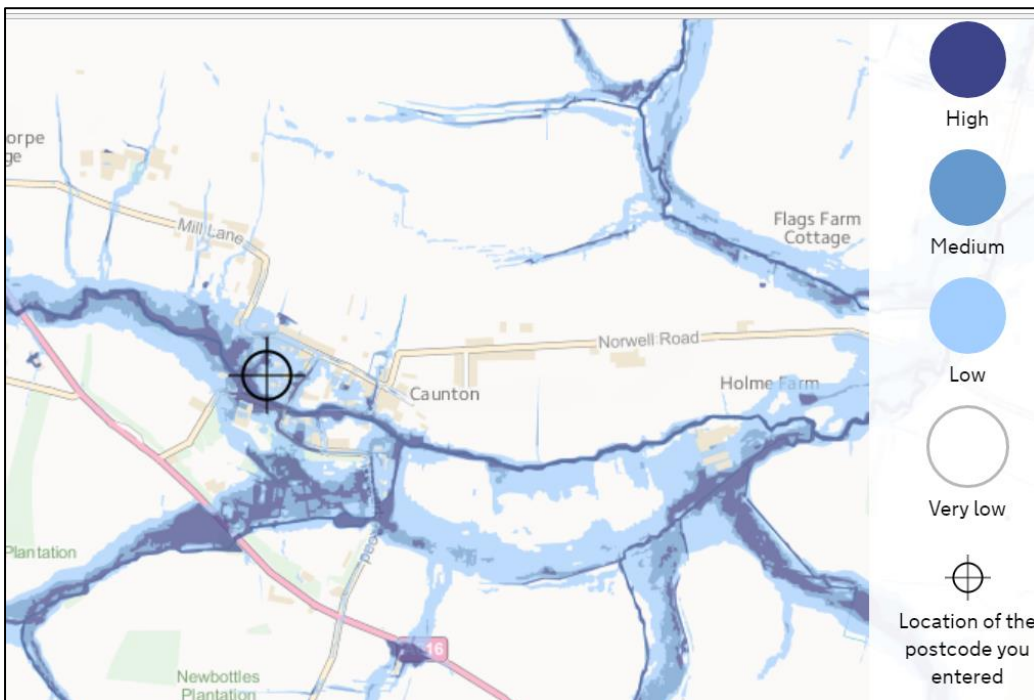 orpe
ge
Mill Lane
Flags Farm
Cottage
Norwell Road
Caunton
Holme Farm
Plantation
Road
16
Newbottles
Plantation
High
Medium
Low
Very low
Location of the
postcode you
entered